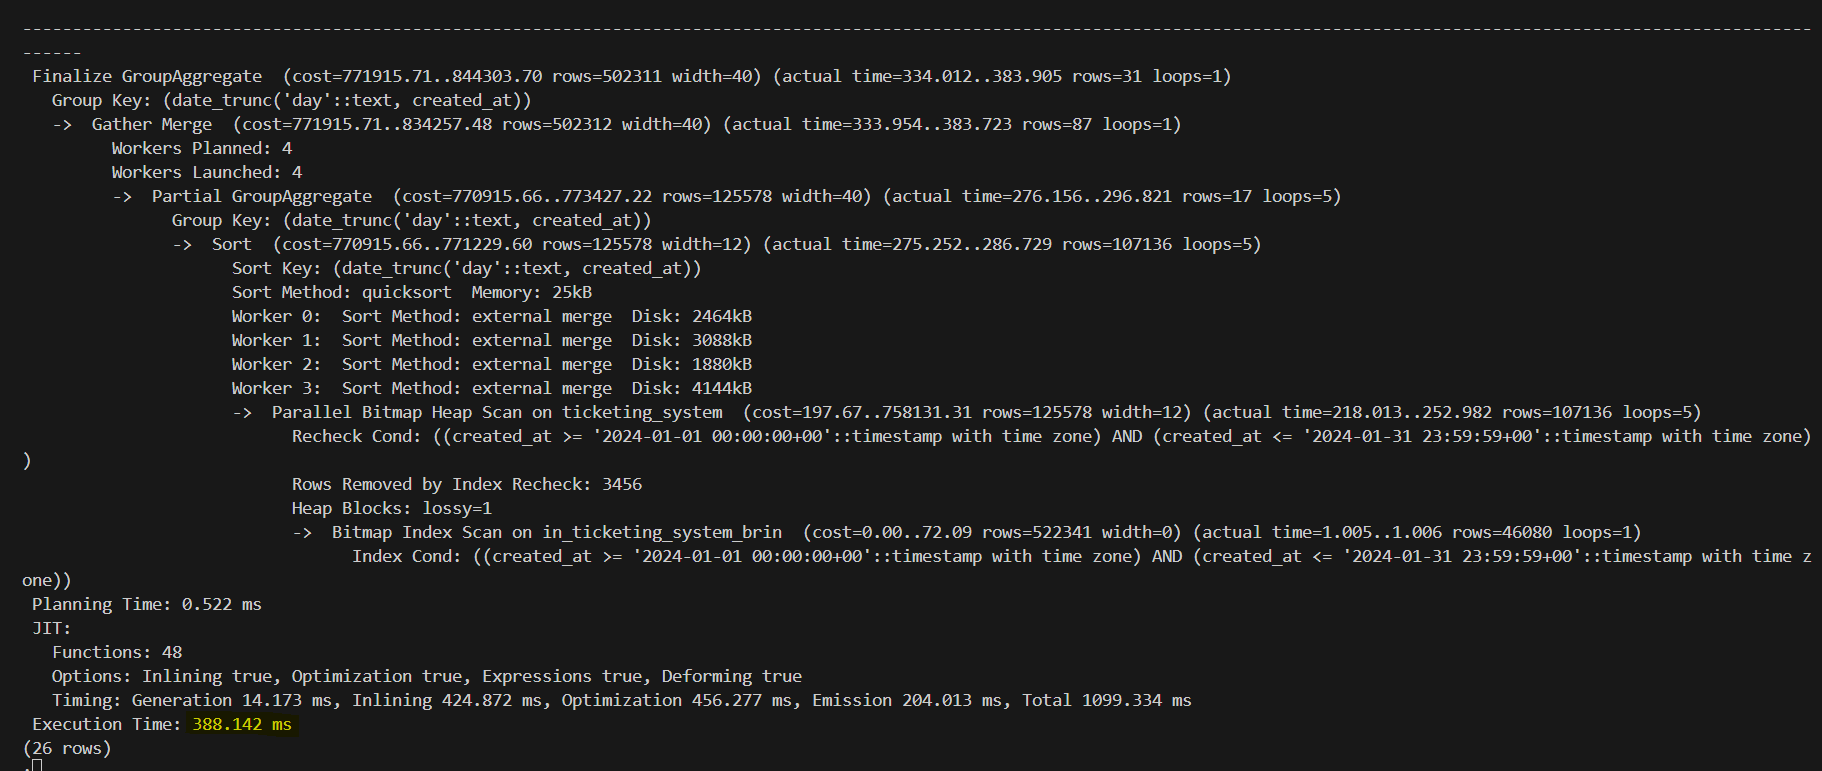 ------------------------------------------------------------------------------------------------------------------------------------------------------------------------------------
------
Finalize GroupAggregate  (cost=771915.71..844303.70 rows=502311 width=40) (actual time=334.012..383.905 rows=31 loops=1)
Group Key: (date_trunc('day'::text, created_at))
->  Gather Merge  (cost=771915.71..834257.48 rows=502312 width=40) (actual time=333.954..383.723 rows=87 loops=1)
Workers Planned: 4
Workers Launched: 4
->  Partial GroupAggregate  (cost=770915.66..773427.22 rows=125578 width=40) (actual time=276.156..296.821 rows=17 loops=5)
Group Key: (date_trunc('day'::text, created_at))
->  Sort  (cost=770915.66..771229.60 rows=125578 width=12) (actual time=275.252..286.729 rows=107136 loops=5)
Sort Key: (date_trunc('day'::text, created_at))
Sort Method: quicksort  Memory: 25kB
Worker 0:  Sort Method: external merge  Disk: 2464kB
Worker 1:  Sort Method: external merge  Disk: 3088kB
Worker 2:  Sort Method: external merge  Disk: 1880kB
Worker 3:  Sort Method: external merge  Disk: 4144kB
->  Parallel Bitmap Heap Scan on ticketing_system  (cost=197.67..758131.31 rows=125578 width=12) (actual time=218.013..252.982 rows=107136 loops=5)
Recheck Cond: ((created_at >= '2024-01-01 00:00:00+00'::timestamp with time zone) AND (created_at <= '2024-01-31 23:59:59+00'::timestamp with time zone)
)
Rows Removed by Index Recheck: 3456
Heap Blocks: lossy=1
->  Bitmap Index Scan on in_ticketing_system_brin  (cost=0.00..72.09 rows=522341 width=0) (actual time=1.005..1.006 rows=46080 loops=1)
Index Cond: ((created_at >= '2024-01-01 00:00:00+00'::timestamp with time zone) AND (created_at <= '2024-01-31 23:59:59+00'::timestamp with time z
one))
Planning Time: 0.522 ms
JIT:
Functions: 48
Options: Inlining true, Optimization true, Expressions true, Deforming true
Timing: Generation 14.173 ms, Inlining 424.872 ms, Optimization 456.277 ms, Emission 204.013 ms, Total 1099.334 ms
Execution Time: 388.142 ms
(26 rows)